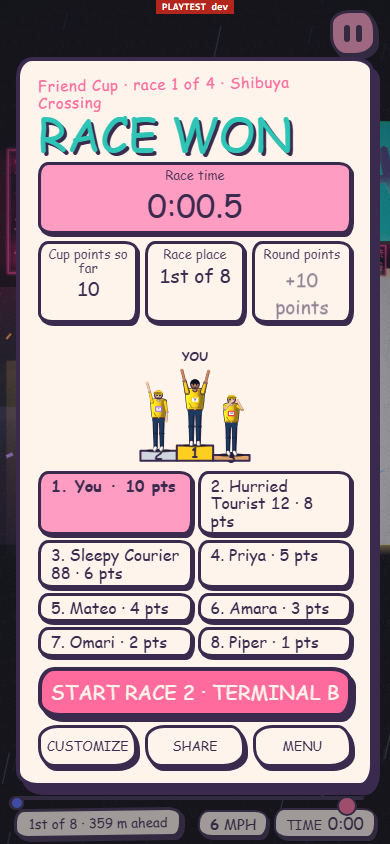 PLAYTEST dev
Friend Cup · race 1 of 4 · Shibuya
Crossing
RACE WON
Race time
0:00.5
Cup points so
far
10
Race place
1st of 8
Round points
+10
points
YOU
2
1
3
1. You · 10 pts
2. Hurried
Tourist 12 · 8
pts
3. Sleepy Courier
88 · 6 pts
4. Priya · 5 pts
5. Mateo · 4 pts
6. Amara · 3 pts
7. Omari · 2 pts
8. Piper · 1 pts
START RACE 2 · TERMINAL B
CUSTOMIZE
SHARE
MENU
1st of 8 · 359 m ahead
6 MPH
TIME 0:00